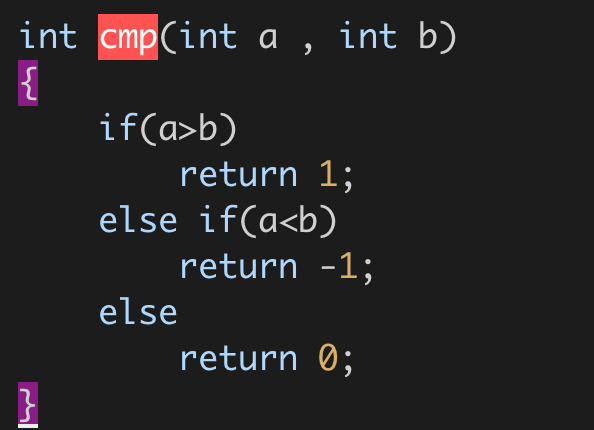 int cmp(int a , int b)
{
    if(a>b)
        return 1;
    else if(a<b)
        return -1;
    else
        return 0;
}